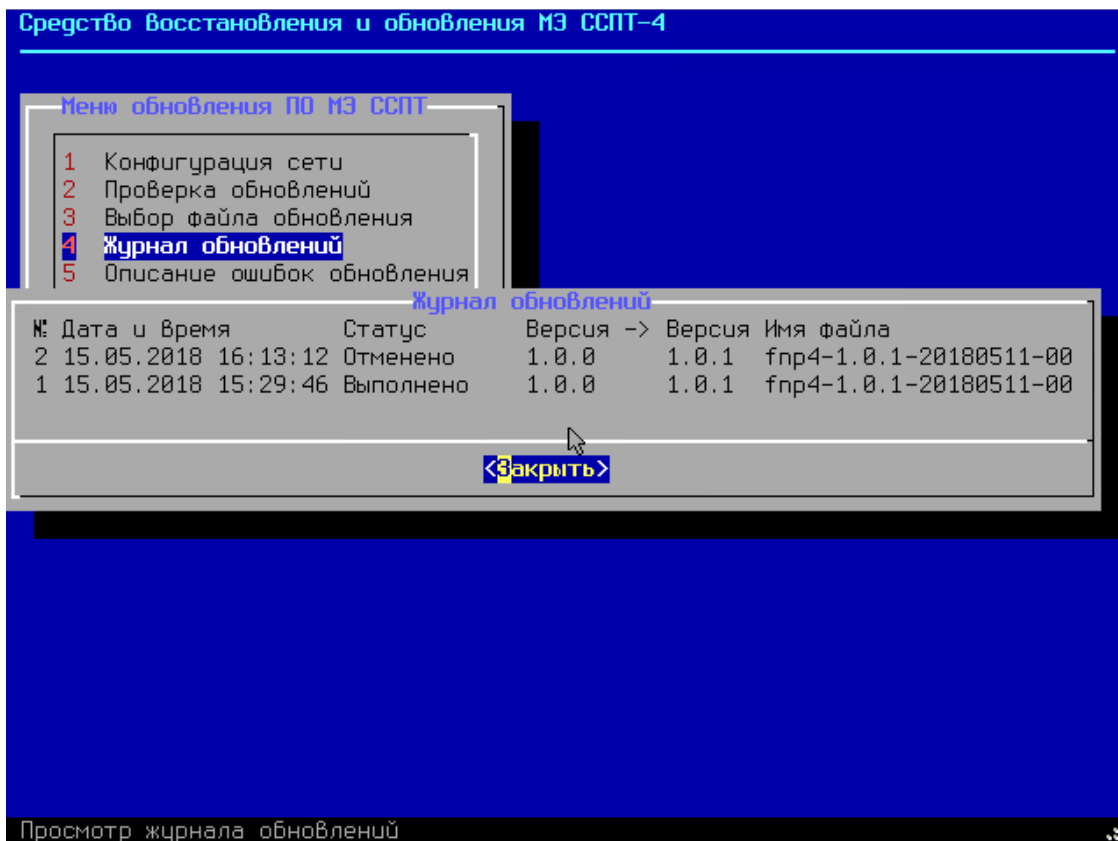 Средство восстановления и обновления МЭ ССПТ-4
Меню обновления ПО МЭ ССПТ
1 Конфигурация сети
2 Проверка обновлений
3 Выбор файла обновления
4 Журнал обновлений
5 Описание ошибок обновления
Журнал обновлений
№ Дата и время Статус Версия -> Версия Имя файла
2 15.05.2018 16:13:12 Отменено 1.0.0 1.0.1 fnp4-1.0.1-20180511-00
1 15.05.2018 15:29:46 Выполнено 1.0.0 1.0.1 fnp4-1.0.1-20180511-00
<Закрыть>
Просмотр журнала обновлений